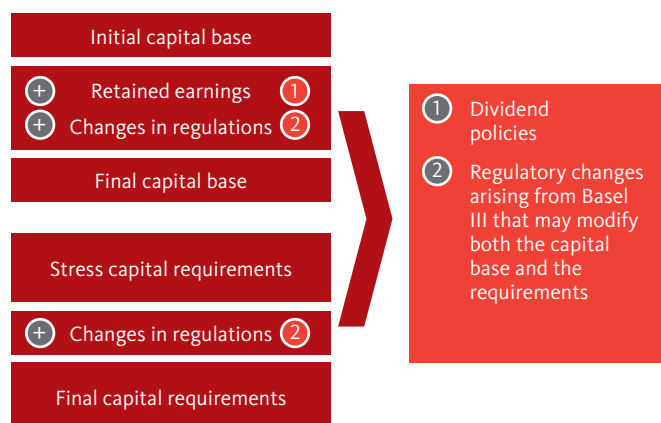 Initial capital base
+ Retained earnings 1
+ Changes in regulations 2
Final capital base
Stress capital requirements
+ Changes in regulations 2
Final capital requirements
1 Dividend
policies
2 Regulatory changes
arising from Basel
III that may modify
both the capital
base and the
requirements